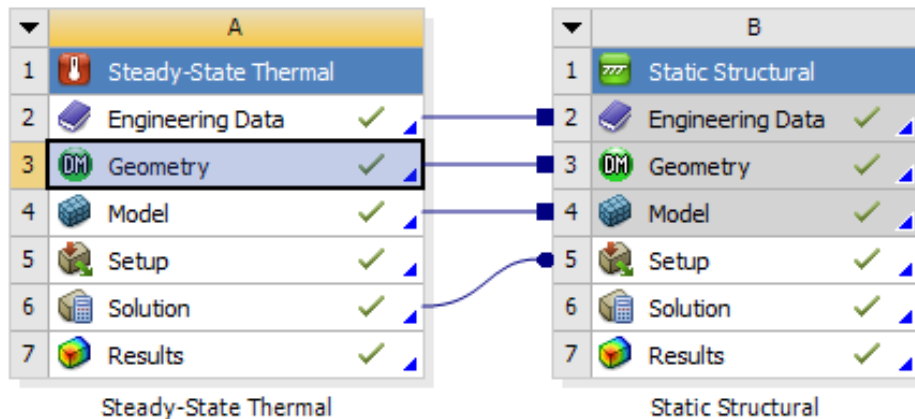 A
1 Steady-State Thermal
2 Engineering Data
3 DM Geometry
4 Model
5 Setup
6 Solution
7 Results
Steady-State Thermal
B
1 Static Structural
2 Engineering Data
3 DM Geometry
4 Model
5 Setup
6 Solution
7 Results
Static Structural